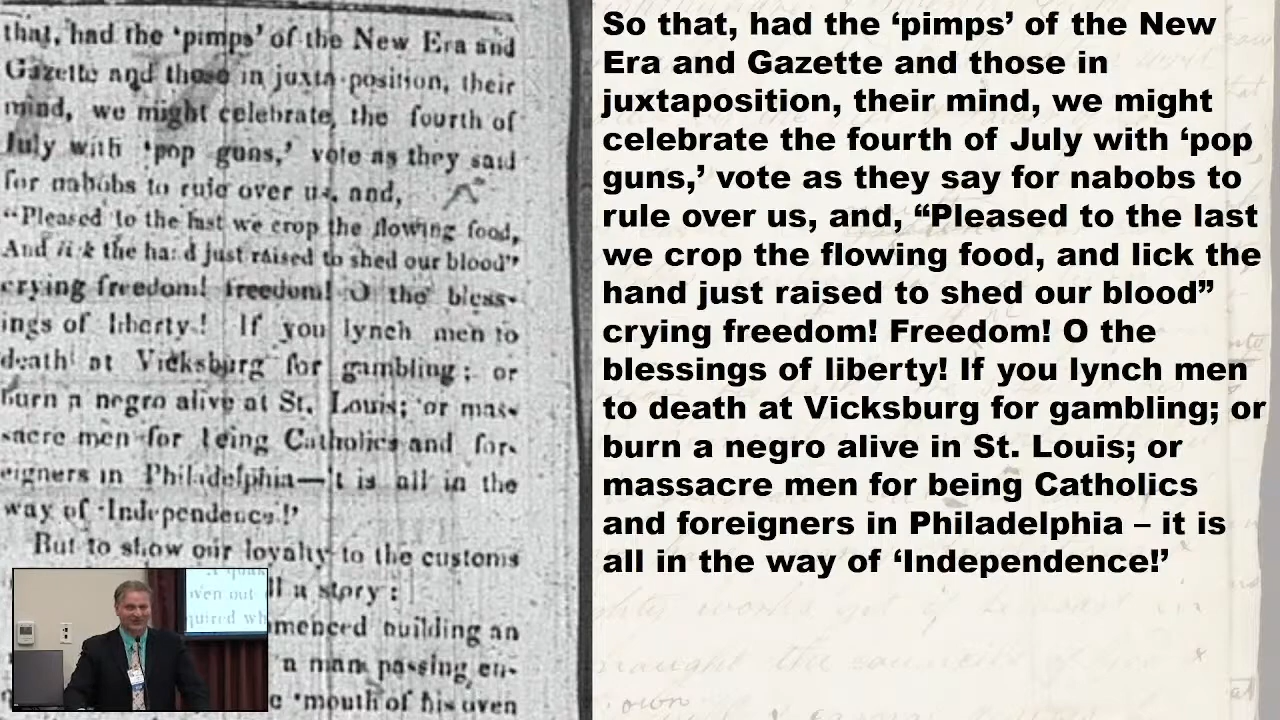 that, had the 'pimps' of the New Era and
Gazette and those in juxta-position, their
mind, we might celebrate, the fourth of
July with 'pop guns,' vote as they said
for nabobs to rule over us, and,
"Pleased to the last we crop the flowing food,
And lick the hand just raised to shed our blood"
crying freedom! freedom! O the bless-
ings of liberty! If you lynch men to
death at Vicksburg for gambling; or
burn a negro alive at St. Louis; or mas-
sacre men for being Catholics and for-
eigners in Philadelphia—it is all in the
way of 'Independence!'
But to show our loyalty to the customs
ll a story:
menced building an
a man passing en-
'mouth of his oven
So that, had the ‘pimps’ of the New
Era and Gazette and those in
juxtaposition, their mind, we might
celebrate the fourth of July with ‘pop
guns,’ vote as they say for nabobs to
rule over us, and, “Pleased to the last
we crop the flowing food, and lick the
hand just raised to shed our blood”
crying freedom! Freedom! O the
blessings of liberty! If you lynch men
to death at Vicksburg for gambling; or
burn a negro alive in St. Louis; or
massacre men for being Catholics
and foreigners in Philadelphia – it is
all in the way of ‘Independence!’
iven out
quired wh